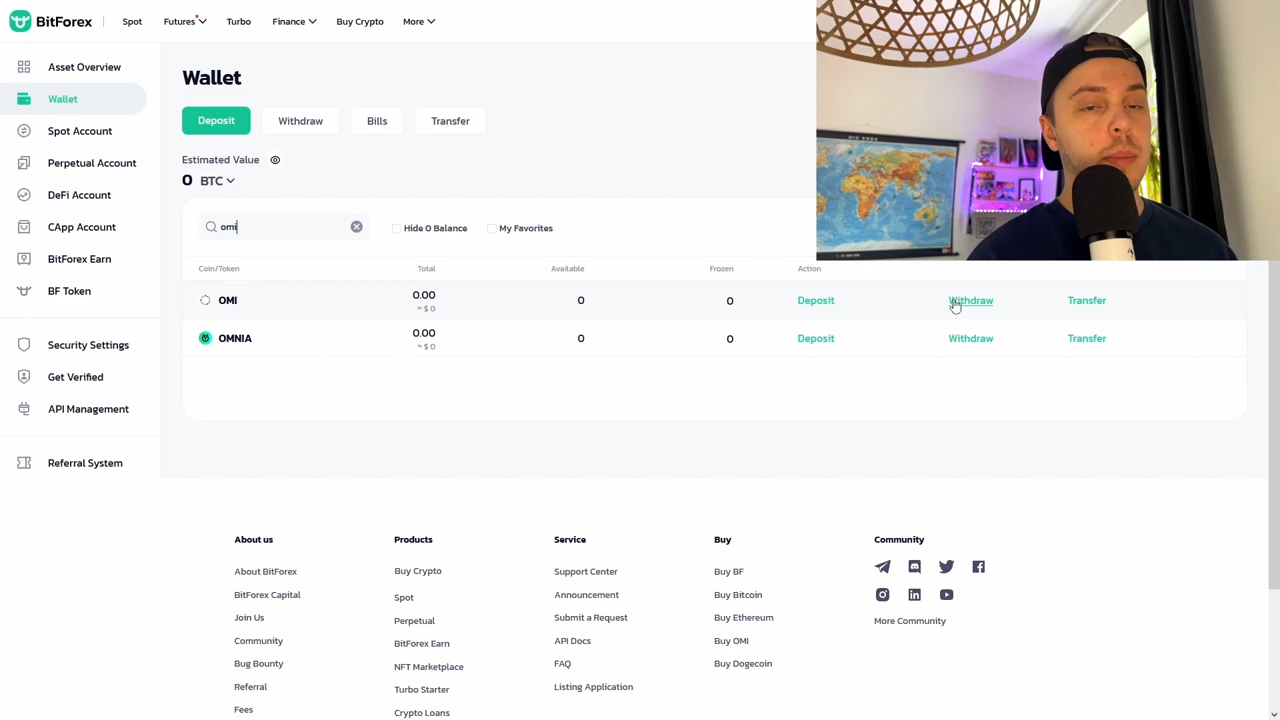 BitForex
Spot
Futures
Turbo
Finance
Buy Crypto
More
Asset Overview
Wallet
Spot Account
Perpetual Account
DeFi Account
CApp Account
BitForex Earn
BF Token
Security Settings
Get Verified
API Management
Referral System
Wallet
Deposit
Withdraw
Bills
Transfer
Estimated Value
0 BTC
omi
Hide 0 Balance
My Favorites
Coin/Token Total Available Frozen Action
OMI 0.00 0 0 Deposit Withdraw Transfer
≈ $ 0
OMNIA 0.00 0 0 Deposit Withdraw Transfer
≈ $ 0
About us
About BitForex
BitForex Capital
Join Us
Community
Bug Bounty
Referral
Fees
Products
Buy Crypto
Spot
Perpetual
BitForex Earn
NFT Marketplace
Turbo Starter
Crypto Loans
Service
Support Center
Announcement
Submit a Request
API Docs
FAQ
Listing Application
Buy
Buy BF
Buy Bitcoin
Buy Ethereum
Buy OMI
Buy Dogecoin
Community
More Community